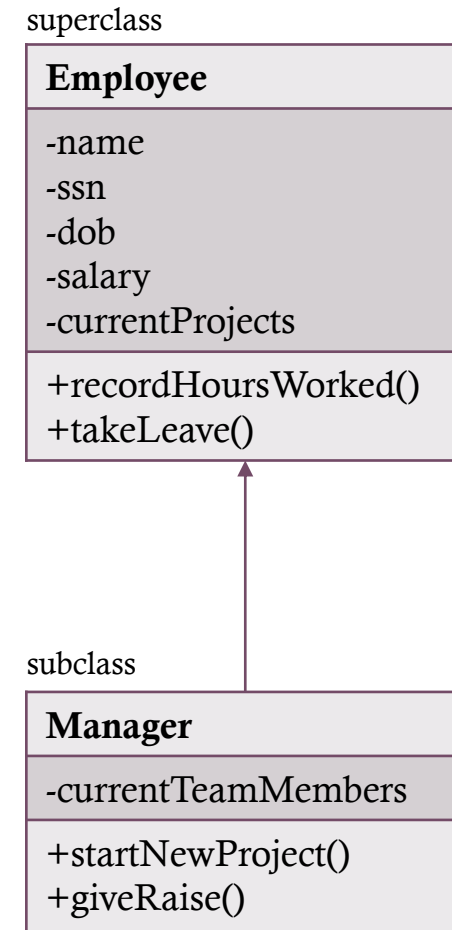 superclass
Employee
-name
-ssn
-dob
-salary
-currentProjects
+recordHoursWorked()
+takeLeave()
subclass
Manager
-currentTeamMembers
+startNewProject()
+giveRaise()